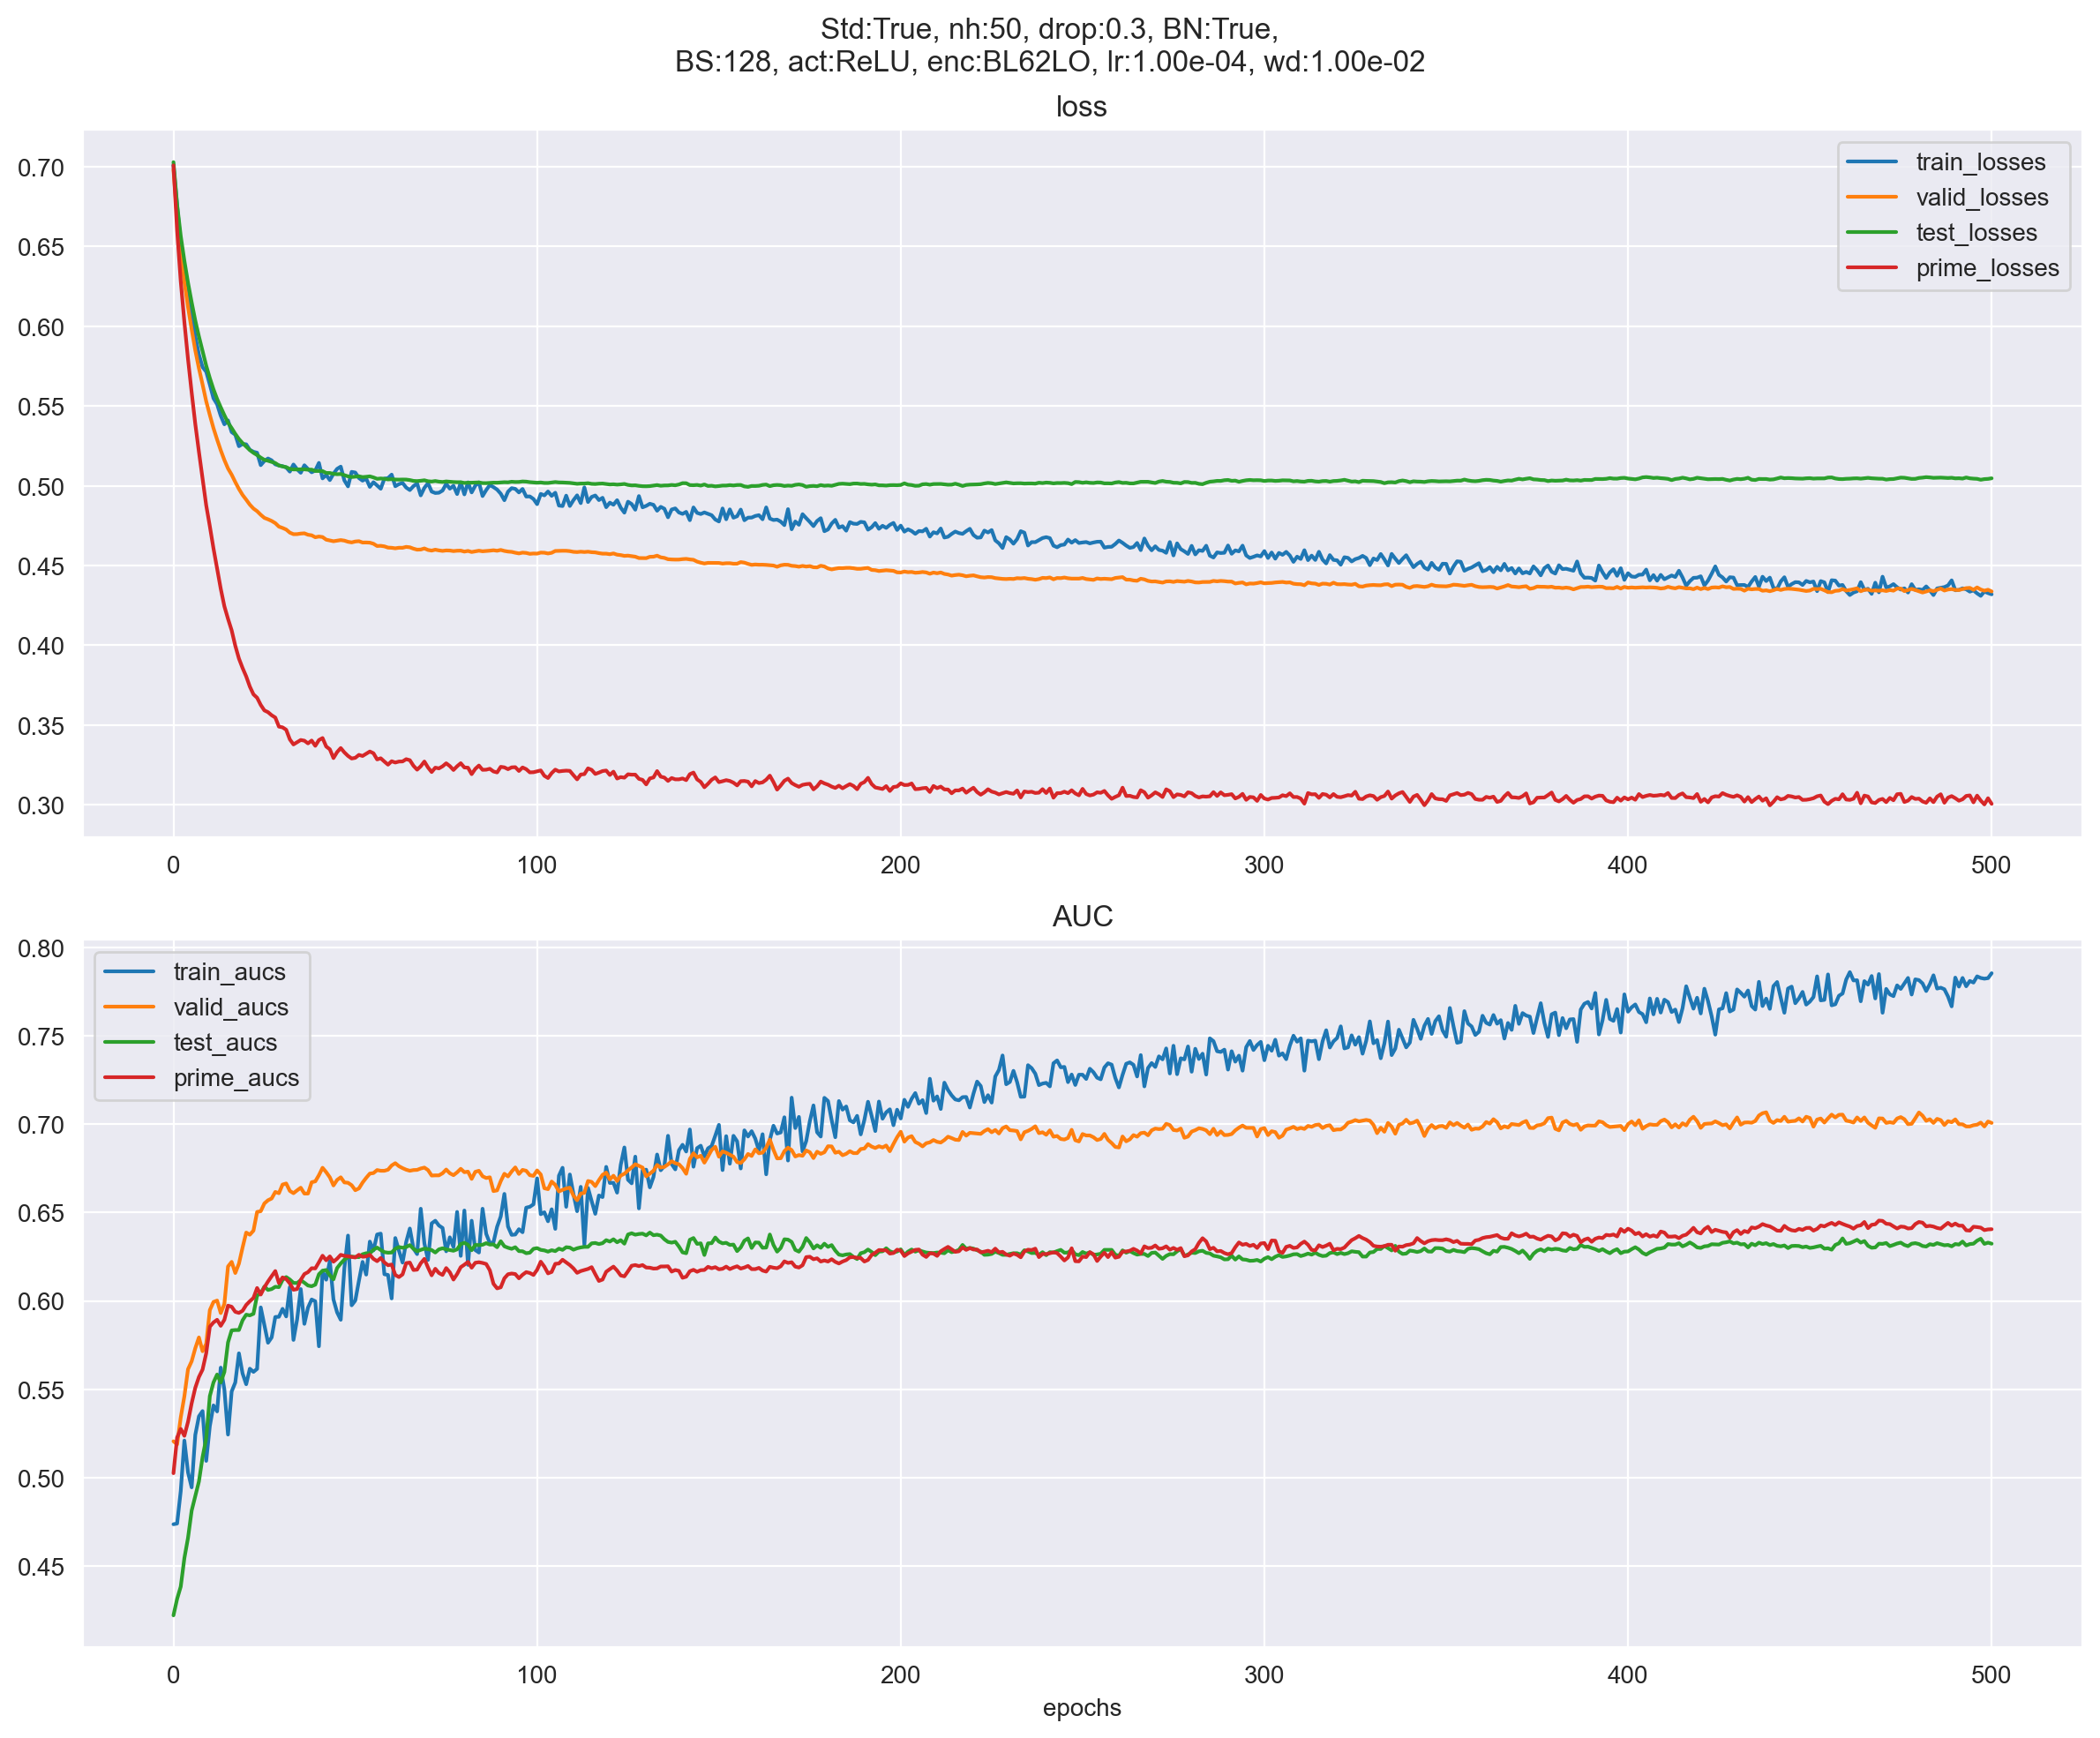 Std:True, nh:50, drop:0.3, BN:True,
BS:128, act:ReLU, enc:BL62LO, lr:1.00e-04, wd:1.00e-02
loss
0.70
0.65
0.60
0.55
0.50
0.45
0.40
0.35
0.30
train_losses
valid_losses
test_losses
prime_losses
0 100 200 300 400 500
AUC
0.80
0.75
0.70
0.65
0.60
0.55
0.50
0.45
train_aucs
valid_aucs
test_aucs
prime_aucs
0 100 200 300 400 500
epochs